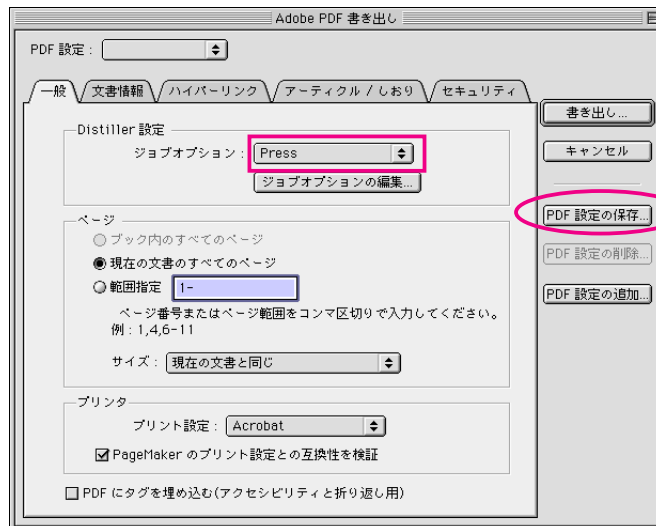 Adobe PDF 書き出し
PDF 設定：
一般 文書情報 ハイパーリンク アーティクル / しおり セキュリティ
Distiller 設定
ジョブオプション： Press
ジョブオプションの編集...
ページ
ブック内のすべてのページ
現在の文書のすべてのページ
範囲指定 1-
ページ番号またはページ範囲をコンマ区切りで入力してください。
例：1,4,6-11
サイズ： 現在の文書と同じ
プリンタ
プリント設定： Acrobat
PageMaker のプリント設定との互換性を検証
PDF にタグを埋め込む(アクセシビリティと折り返し用)
書き出し...
キャンセル
PDF 設定の保存...
PDF 設定の削除...
PDF 設定の追加...